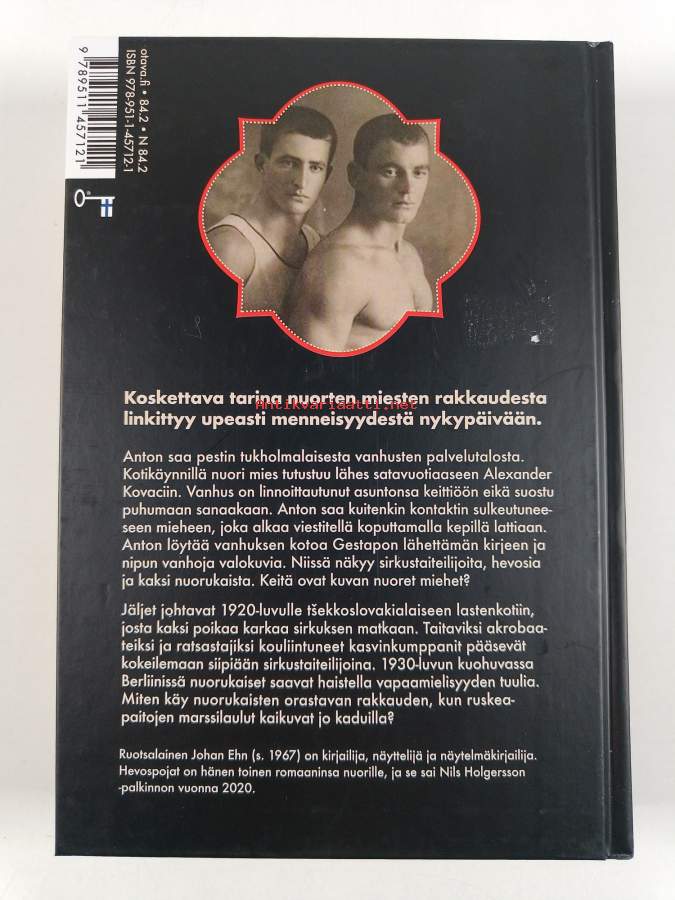 olava.fi • 84.2 • N 84.2
ISBN 978-951-1-45712-1
9 789511 457121
Koskettava tarina nuorten miesten rakkaudesta
Antikvariaatti.net
linkittyy upeasti menneisyydestä nykypäivään.
Anton saa pestin tukholmalaisesta vanhusten palvelutalosta.
Kotikäynnillä nuori mies tutustuu lähes satavuotiaaseen Alexander
Kovaciin. Vanhus on linnoittautunut asuntonsa keittiöön eikä suostu
puhumaan sanaakaan. Anton saa kuitenkin kontaktin sulkeutunee-
seen mieheen, joka alkaa viestitellä koputtamalla kepillä lattiaan.
Anton löytää vanhuksen kotoa Gestapon lähettämän kirjeen ja
nipun vanhoja valokuvia. Niissä näkyy sirkustaiteilijoita, hevosia
ja kaksi nuorukaista. Keitä ovat kuvan nuoret miehet?
Jäljet johtavat 1920-luvulle tšekkoslovakialaiseen lastenkotiin,
josta kaksi poikaa karkaa sirkuksen matkaan. Taitaviksi akrobaa-
teiksi ja ratsastajiksi kouliintuneet kasvinkumppanit pääsevät
kokeilemaan siipiään sirkustaiteilijoina. 1930-luvun kuohuvassa
Berliinissä nuorukaiset saavat haistella vapaamielisyyden tuulia.
Miten käy nuorukaisten orastavan rakkauden, kun ruskea-
paitojen marssilaulut kaikuvat jo kaduilla?
Ruotsalainen Johan Ehn (s. 1967) on kirjailija, näyttelijä ja näytelmäkirjailija.
Hevospojat on hänen toinen romaaninsa nuorille, ja se sai Nils Holgersson
-palkinnon vuonna 2020.